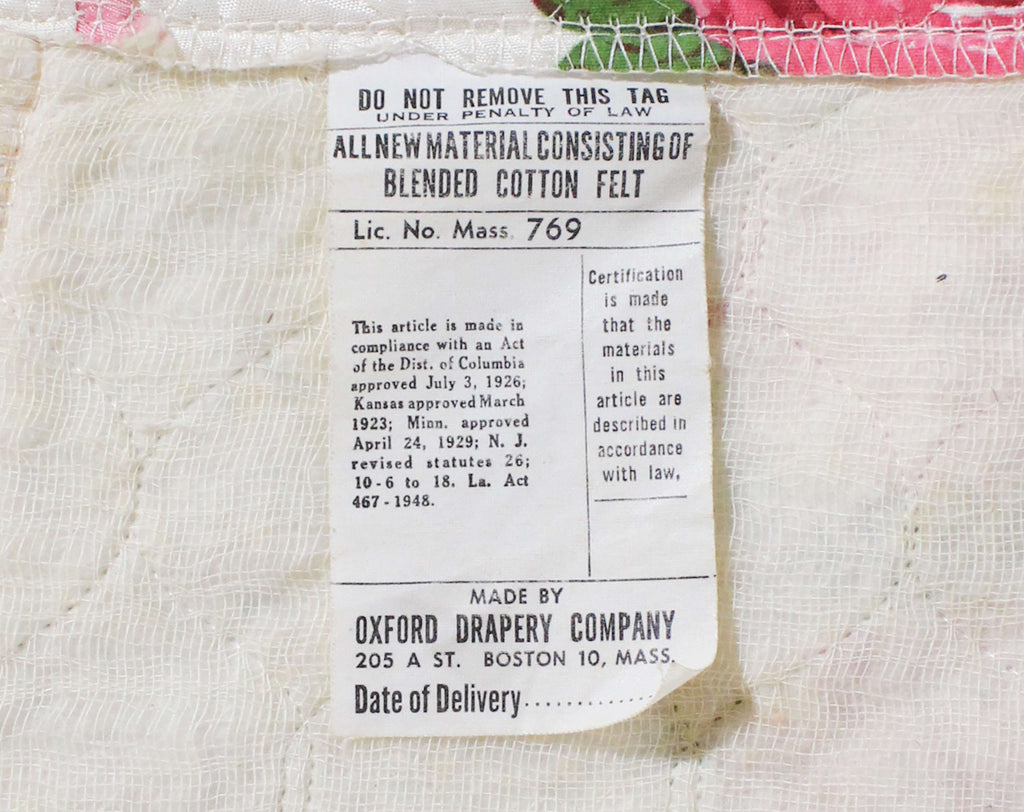 DO NOT REMOVE THIS TAG
UNDER PENALTY OF LAW
ALL NEW MATERIAL CONSISTING OF
BLENDED COTTON FELT
Lic. No. Mass. 769
This article is made in
compliance with an Act
of the Dist. of Columbia
approved July 3, 1926;
Kansas approved March
1923; Minn. approved
April 24, 1929; N. J.
revised statutes 26;
10-6 to 18. La. Act
467-1948.
Certification
is made
that the
materials
in this
article are
described in
accordance
with law,
MADE BY
OXFORD DRAPERY COMPANY
205 A ST. BOSTON 10, MASS.
Date of Delivery..............